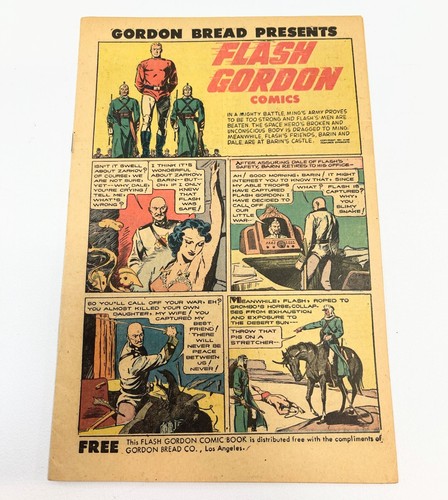 GORDON BREAD PRESENTS
FLASH
GORDON
COMICS
IN A MIGHTY BATTLE, MING'S ARMY PROVES
TO BE TOO STRONG AND FLASH'S MEN ARE
BEATEN. THE SPACE HERO'S BROKEN AND
UNCONSCIOUS BODY IS DRAGGED TO MING.
MEANWHILE, FLASH'S FRIENDS, BARIN AND
DALE ARE AT BARIN'S CASTLE.
ISN'T IT SWELL
ABOUT ZARKOV?
OF COURSE, WE
ARE NOT SURE
YET-- WHY, DALE,
YOU'RE CRYING!
TELL ME,
WHAT'S
WRONG?
I THINK IT'S
WONDERFUL
ABOUT ZARKOV
BARIN--BUT--
OH! IF I ONLY
KNEW
THAT
FLASH WAS
SAFE!
AFTER ASSURING DALE OF FLASH'S
SAFETY, BARIN RETIRES TO HIS OFFICE--
AH! GOOD MORNING, BARIN! IT MIGHT
INTEREST YOU TO KNOW THAT, SINCE
MY ABLE TROOPS
HAVE CAPTURED
FLASH GORDON, I
HAVE DECIDED TO
CALL OFF
OUR
LITTLE
WAR--
WHAT? FLASH IS
CAPTURED?
WHY,
YOU
SLIMY
SNAKE!
SO YOU'LL CALL OFF YOUR WAR, EH?
YOU ALMOST KILLED YOUR OWN
DAUGHTER, MY WIFE! YOU
CAPTURED MY
BEST
FRIEND!
THERE
WILL NEVER
BE PEACE
BETWEEN
US!
NEVER!
MEANWHILE, FLASH, ROPED TO
GROMBO'S HORSE, COLLAP-
SES FROM EXHAUSTION
AND EXPOSURE TO
THE DESERT SUN--
THROW THAT
PIG ON A
STRETCHER--
FREE This FLASH GORDON COMIC BOOK is distributed free with the compliments of
GORDON BREAD CO., Los Angeles.